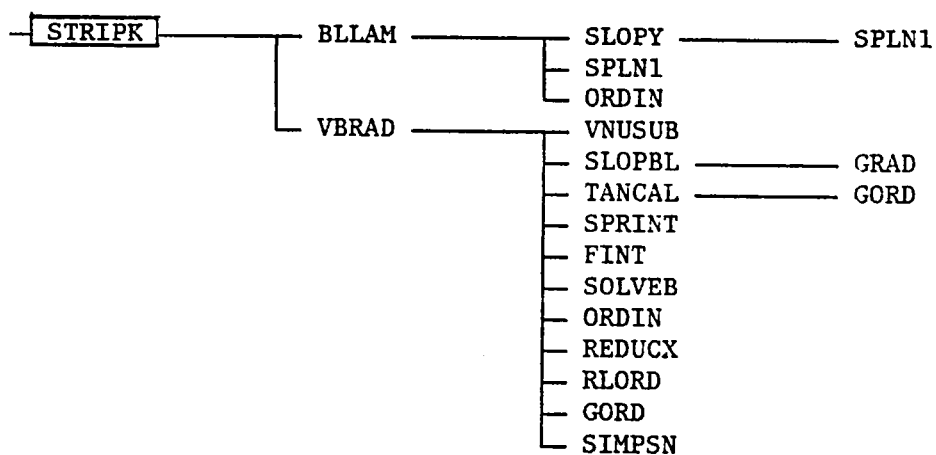 STRIPK BLLAM SLOPY SPLN1
SPLN1
ORDIN
VBRAD VNUSUB
SLOPBL GRAD
TANCAL GORD
SPRINT
FINT
SOLVEB
ORDIN
REDUCX
RLORD
GORD
SIMPSN